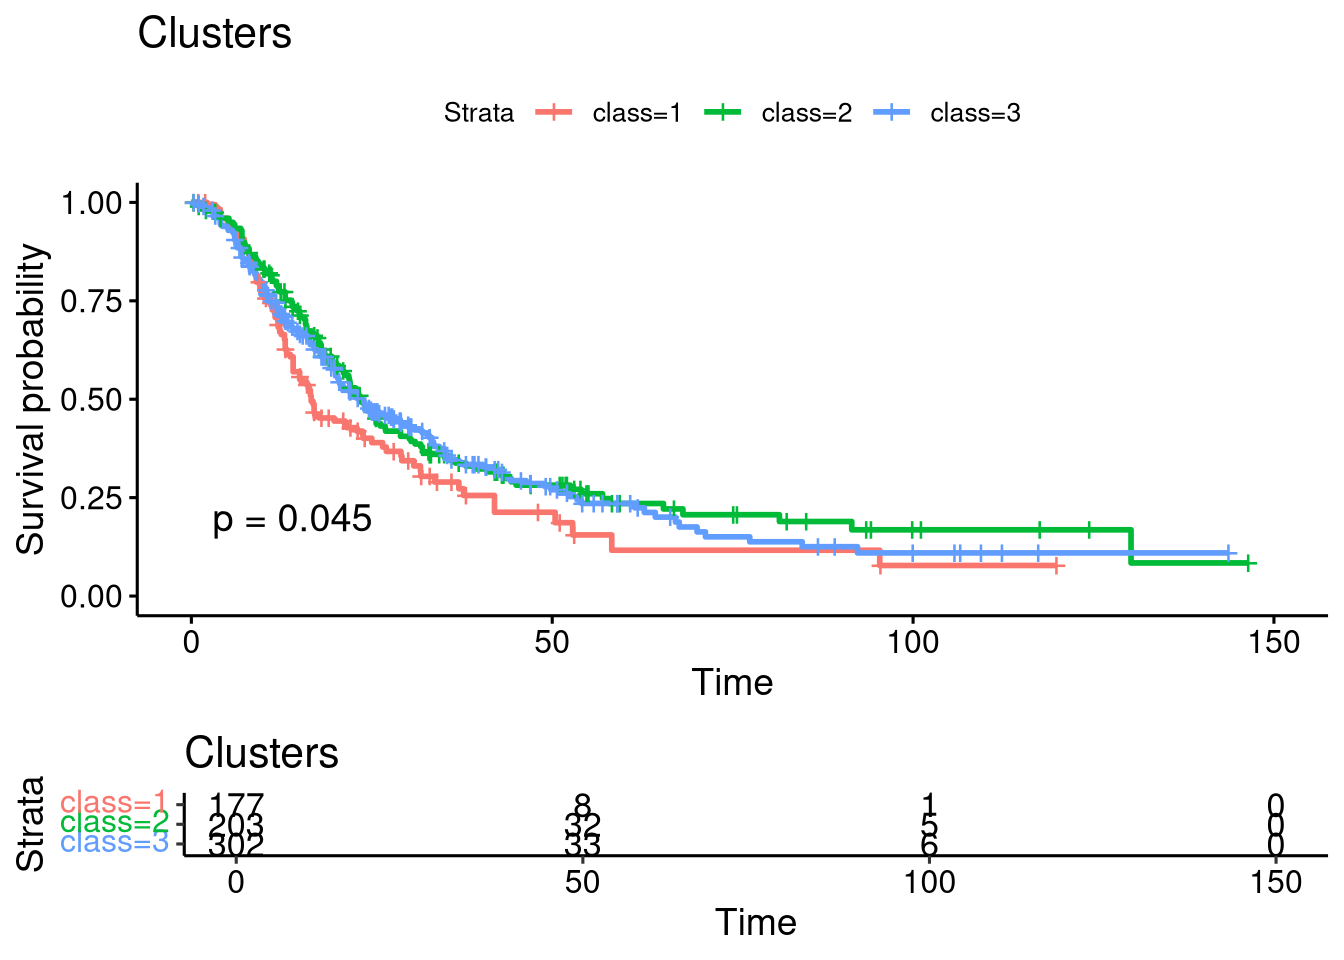 Clusters
Strata class=1 class=2 class=3
Survival probability
1.00
0.75
0.50
0.25
0.00
p = 0.045
0 50 100 150
Time
Clusters
Strata
class=1 177 8 1 0
class=2 203 32 5 0
class=3 302 33 6 0
0 50 100 150
Time